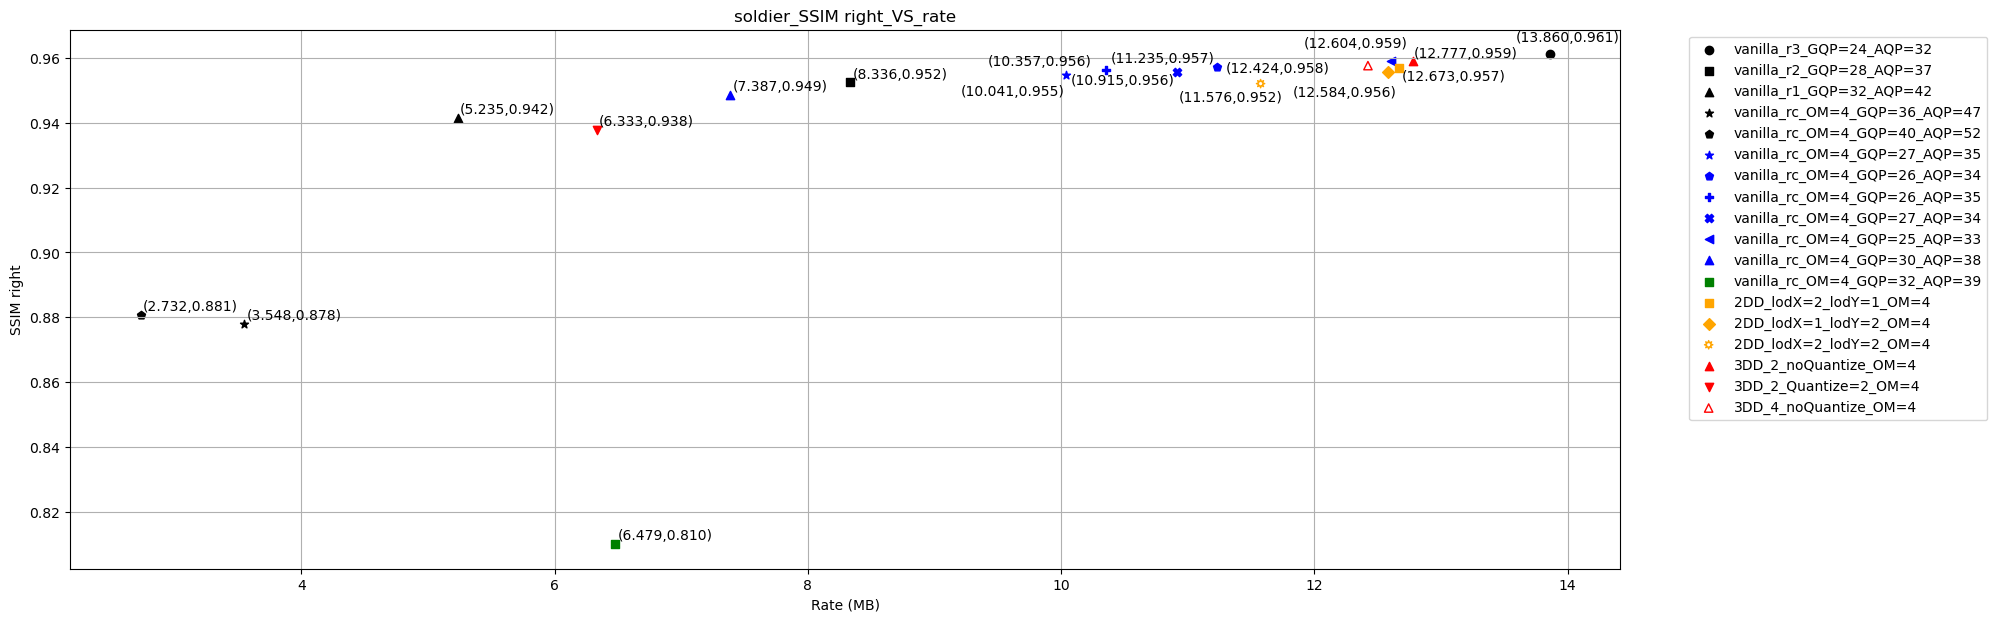 soldier_SSIM right_VS_rate
SSIM right
0.96
0.94
0.92
0.90
0.88
0.86
0.84
0.82
(2.732,0.881)
(3.548,0.878)
(5.235,0.942)
(6.333,0.938)
(6.479,0.810)
(7.387,0.949)
(8.336,0.952)
(10.357,0.956)
(10.041,0.955)
(10.915,0.956)
(11.235,0.957)
(11.576,0.952)
(12.424,0.958)
(12.604,0.959)
(12.584,0.956)
(12.673,0.957)
(12.777,0.959)
(13.860,0.961)
4
6
8
10
12
14
Rate (MB)
vanilla_r3_GQP=24_AQP=32
vanilla_r2_GQP=28_AQP=37
vanilla_r1_GQP=32_AQP=42
vanilla_rc_OM=4_GQP=36_AQP=47
vanilla_rc_OM=4_GQP=40_AQP=52
vanilla_rc_OM=4_GQP=27_AQP=35
vanilla_rc_OM=4_GQP=26_AQP=34
vanilla_rc_OM=4_GQP=26_AQP=35
vanilla_rc_OM=4_GQP=27_AQP=34
vanilla_rc_OM=4_GQP=25_AQP=33
vanilla_rc_OM=4_GQP=30_AQP=38
vanilla_rc_OM=4_GQP=32_AQP=39
2DD_lodX=2_lodY=1_OM=4
2DD_lodX=1_lodY=2_OM=4
2DD_lodX=2_lodY=2_OM=4
3DD_2_noQuantize_OM=4
3DD_2_Quantize=2_OM=4
3DD_4_noQuantize_OM=4